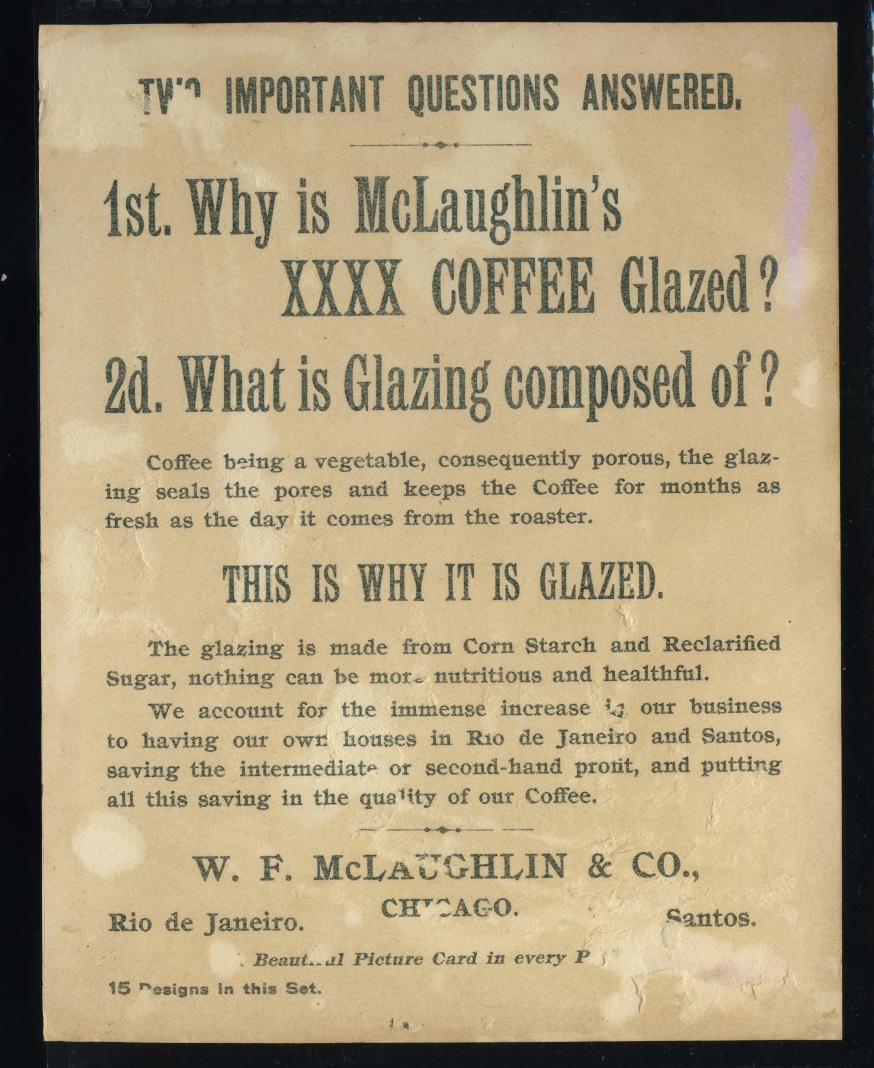 TWO IMPORTANT QUESTIONS ANSWERED.
1st. Why is McLaughlin's
XXXX COFFEE Glazed?
2d. What is Glazing composed of?
Coffee being a vegetable, consequently porous, the glaz-
ing seals the pores and keeps the Coffee for months as
fresh as the day it comes from the roaster.
THIS IS WHY IT IS GLAZED.
The glazing is made from Corn Starch and Reclarified
Sugar, nothing can be more nutritious and healthful.
We account for the immense increase in our business
to having our own houses in Rio de Janeiro and Santos,
saving the intermediate or second-hand profit, and putting
all this saving in the quality of our Coffee.
W. F. McLAUGHLIN & CO.,
CHICAGO.
Rio de Janeiro. Santos.
Beautiful Picture Card in every
15 Designs in this Set.